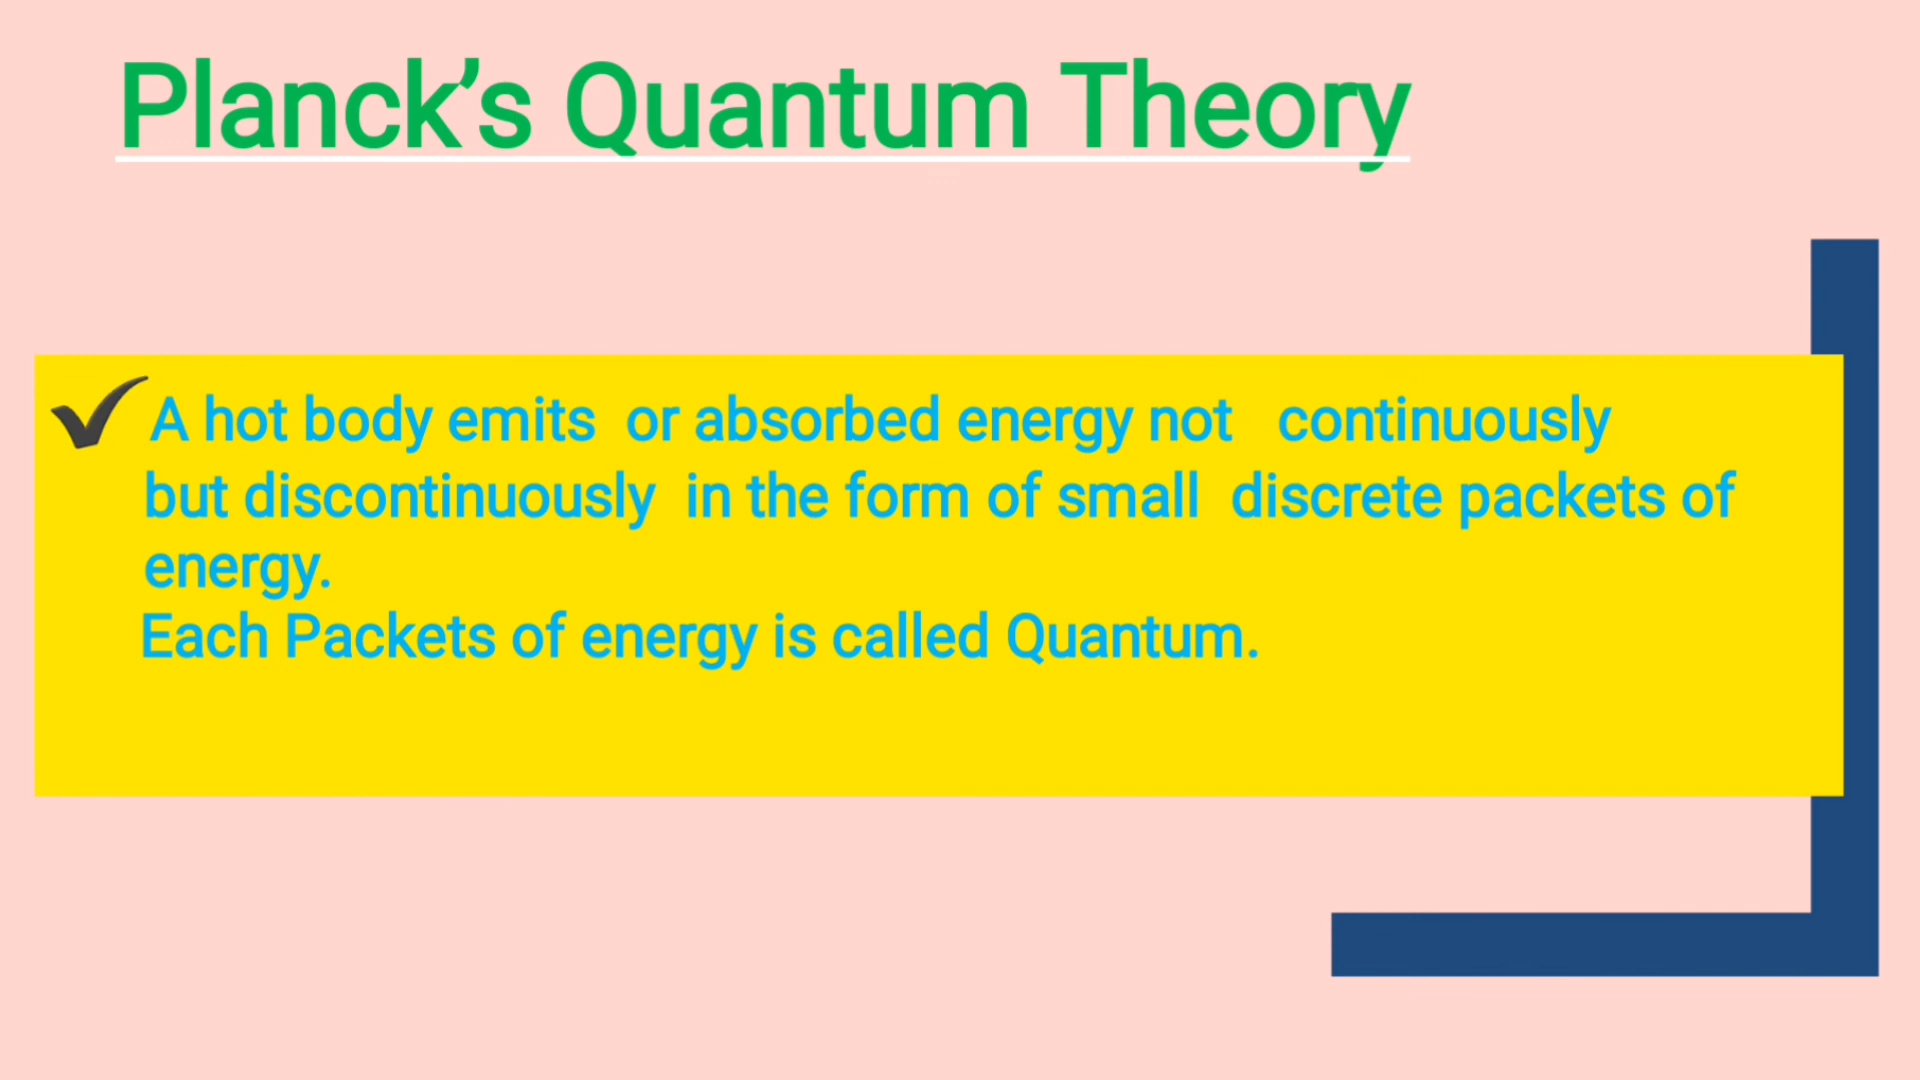 Planck’s Quantum Theory
✔A hot body emits or absorbed energy not continuously
but discontinuously in the form of small discrete packets of
energy.
Each Packets of energy is called Quantum.